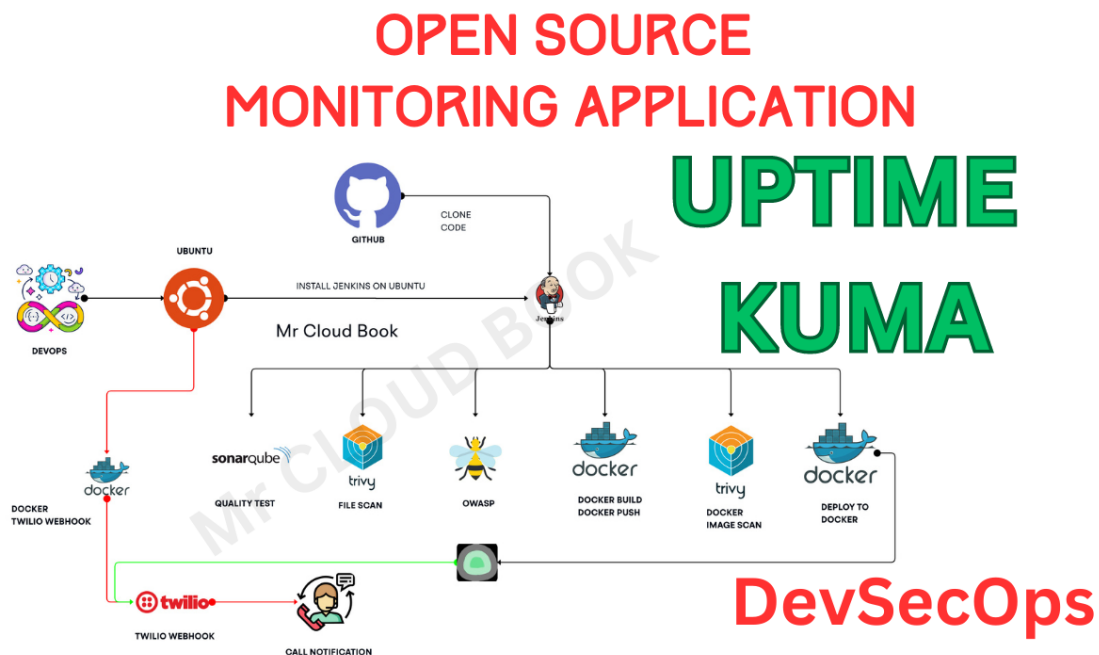 OPEN SOURCE
MONITORING APPLICATION
UPTIME
KUMA
GITHUB
CLONE
CODE
UBUNTU
INSTALL JENKINS ON UBUNTU
Jenkins
Mr Cloud Book
DEVOPS
Mr CLOUD BOOK
sonarqube
QUALITY TEST
trivy
FILE SCAN
OWASP
docker
DOCKER BUILD
DOCKER PUSH
trivy
DOCKER
IMAGE SCAN
docker
DEPLOY TO
DOCKER
docker
DOCKER
TWILIO WEBHOOK
twilio
TWILIO WEBHOOK
CALL NOTIFICATION
DevSecOps